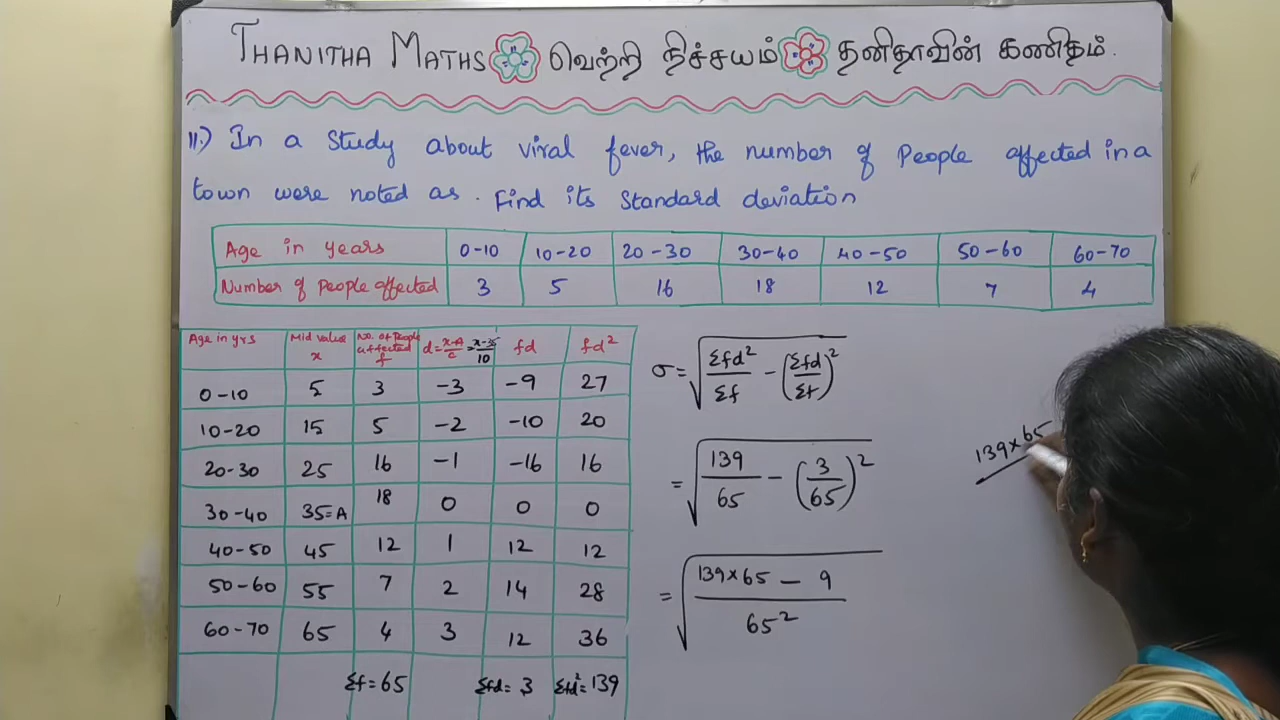 THANITHA MATHS வெற்றி நிச்சயம் தனிதாவின் கணிதம்.
11.) In a study about viral fever, the number of people affected in a
town were noted as. Find its standard deviation
Age in years 0-10 10-20 20-30 30-40 40-50 50-60 60-70
Number of people affected 3 5 16 18 12 7 4
Age in yrs Mid value x No. of People affected f d=x-A/c=x-35/10 fd fd²
0-10 5 3 -3 -9 27
10-20 15 5 -2 -10 20
20-30 25 16 -1 -16 16
30-40 35=A 18 0 0 0
40-50 45 12 1 12 12
50-60 55 7 2 14 28
60-70 65 4 3 12 36
Σf=65 Σfd=3 Σfd²=139
σ=√(Σfd²/Σf - (Σfd/Σf)²)
=√(139/65 - (3/65)²)
=√((139×65 - 9)/65²)
139×65